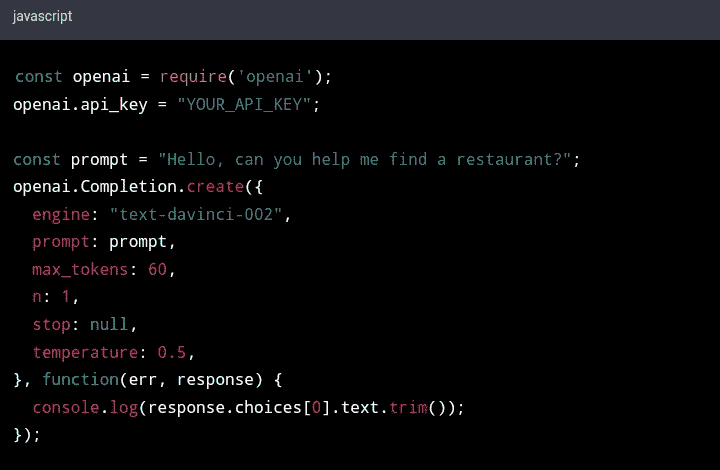 javascript
const openai = require('openai');
openai.api_key = "YOUR_API_KEY";
const prompt = "Hello, can you help me find a restaurant?";
openai.Completion.create({
engine: "text-davinci-002",
prompt: prompt,
max_tokens: 60,
n: 1,
stop: null,
temperature: 0.5,
}, function(err, response) {
console.log(response.choices[0].text.trim());
});